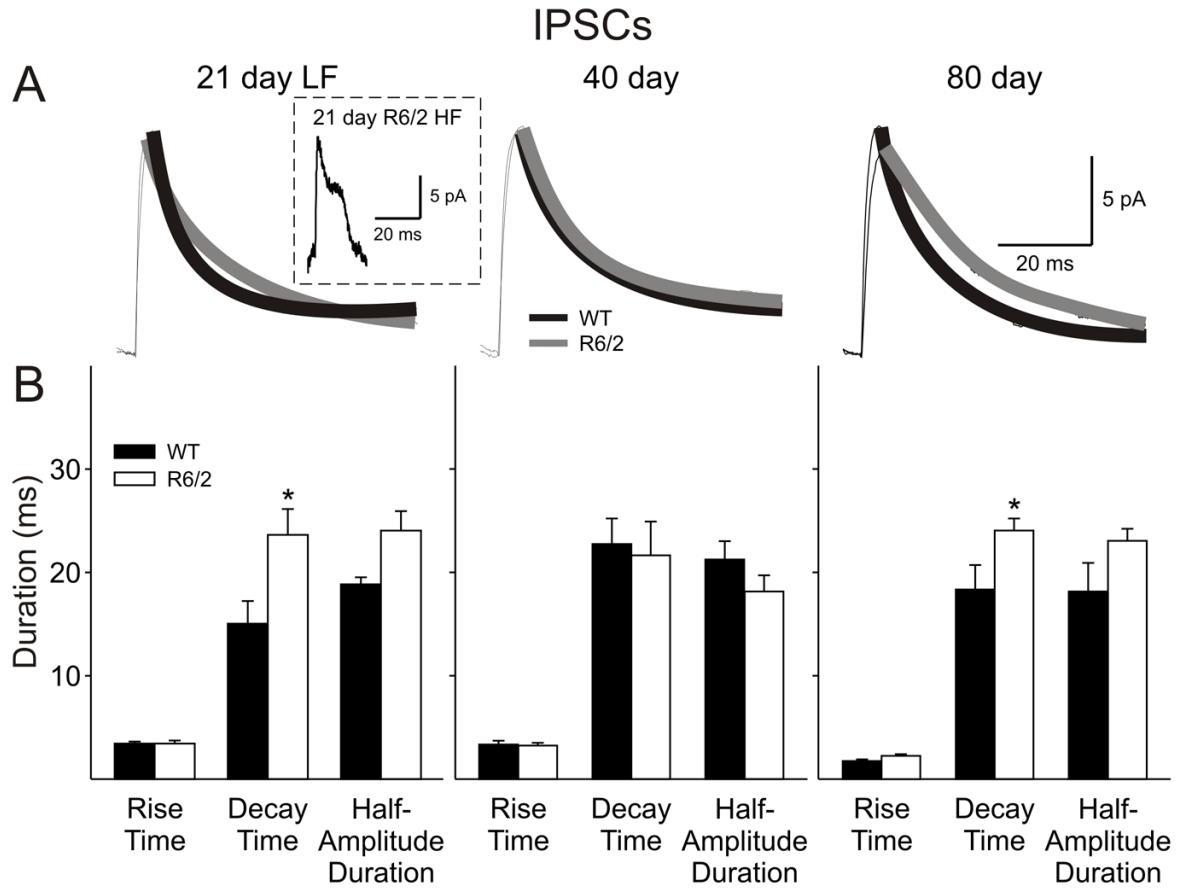 IPSCs
A
21 day LF
40 day
80 day
21 day R6/2 HF
5 pA
20 ms
5 pA
20 ms
WT
R6/2
B
WT
R6/2
Duration (ms)
30
20
10
*
*
Rise
Time
Decay
Time
Half-
Amplitude
Duration
Rise
Time
Decay
Time
Half-
Amplitude
Duration
Rise
Time
Decay
Time
Half-
Amplitude
Duration